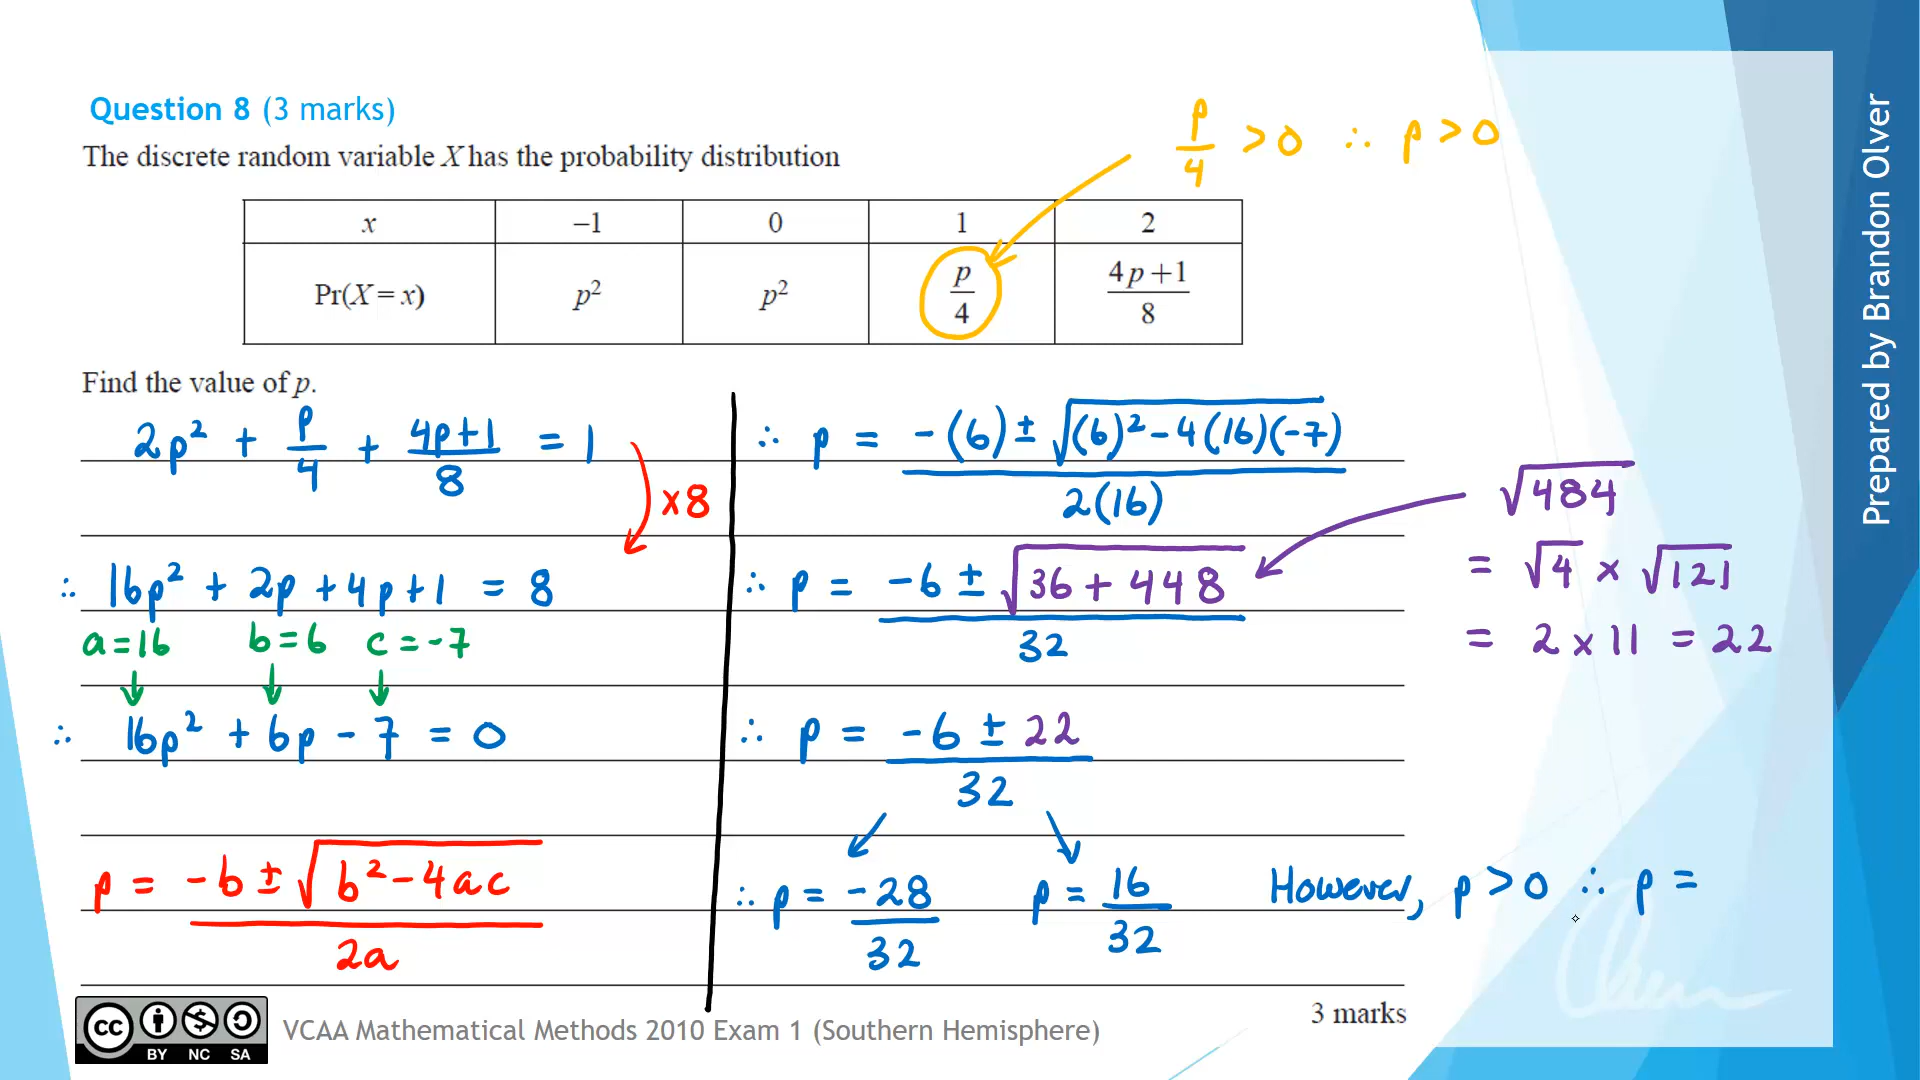 Question 8 (3 marks)
The discrete random variable X has the probability distribution
x –1 0 1 2
Pr(X = x) p² p² p/4 (4p+1)/8
p/4 > 0 ∴ p > 0
Find the value of p.
2p² + p/4 + (4p+1)/8 = 1
×8
∴ 16p² + 2p + 4p + 1 = 8
a = 16 b = 6 c = -7
∴ 16p² + 6p - 7 = 0
p = (-b ± √(b² - 4ac))/2a
∴ p = (-(6) ± √((6)² - 4(16)(-7)))/2(16)
∴ p = (-6 ± √(36 + 448))/32
√484
= √4 × √121
= 2 × 11 = 22
∴ p = (-6 ± 22)/32
∴ p = -28/32 p = 16/32 However, p > 0 ∴ p =
3 marks
cc BY NC SA
VCAA Mathematical Methods 2010 Exam 1 (Southern Hemisphere)
Prepared by Brandon Olver